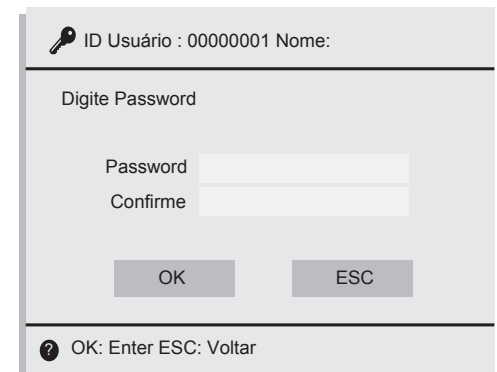 ID Usuário : 00000001 Nome:
Digite Password
Password
Confirme
OK ESC
? OK: Enter ESC: Voltar